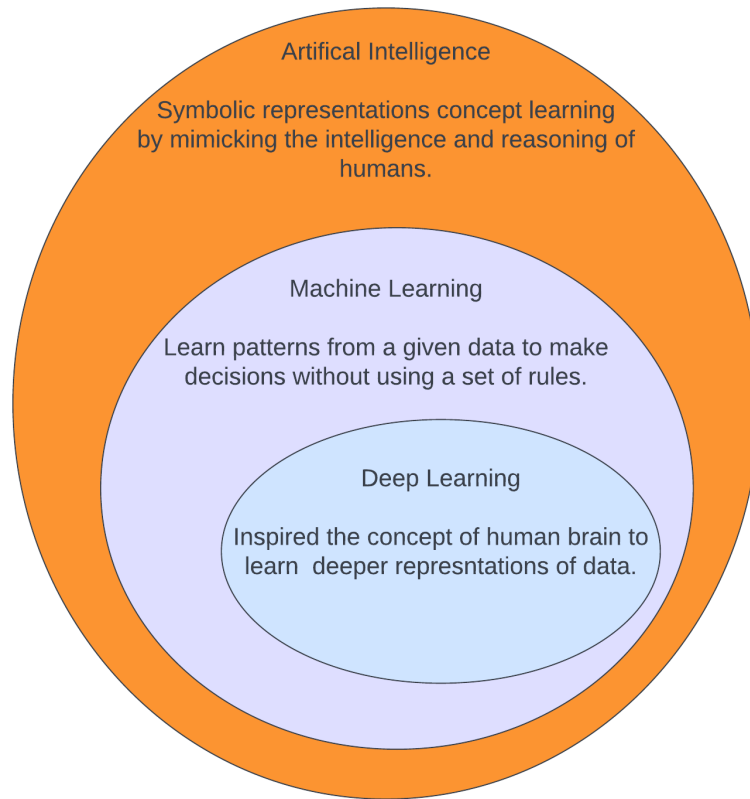 Artifical Intelligence
Symbolic representations concept learning
by mimicking the intelligence and reasoning of
humans.
Machine Learning
Learn patterns from a given data to make
decisions without using a set of rules.
Deep Learning
Inspired the concept of human brain to
learn  deeper represntations of data.